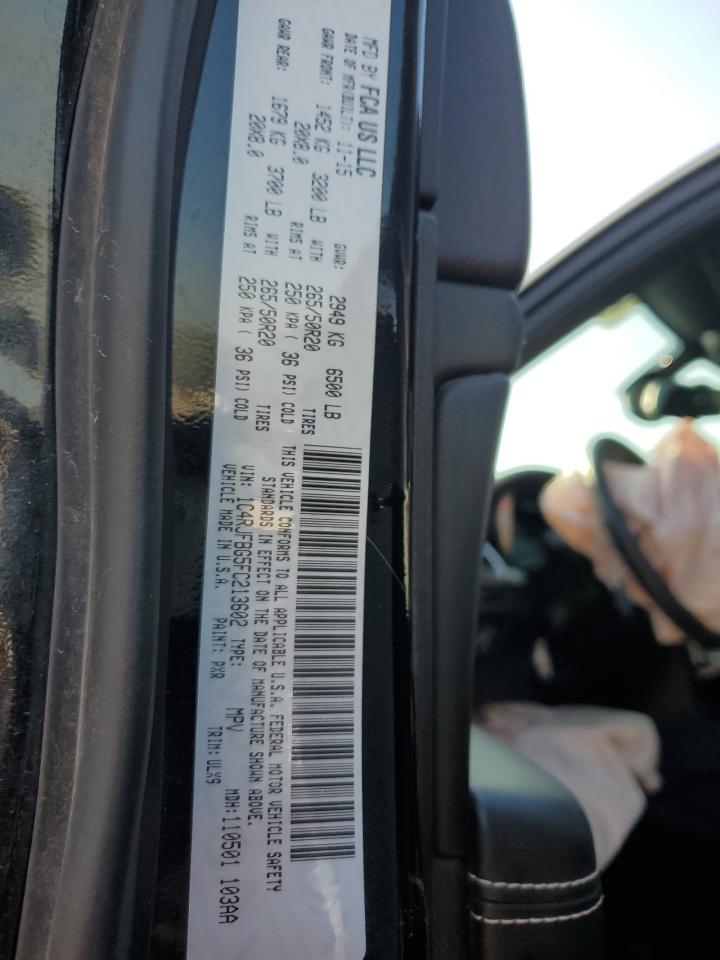 MFD BY FCA US LLC
DATE OF MFR(BUILT): 11-15 GVWR: 2949 KG 6500 LB
GAWR FRONT: 1452 KG 3200 LB WITH 265/50R20 TIRES
20X8.0 RIMS AT 250 KPA ( 36 PSI) COLD
GAWR REAR: 1679 KG 3700 LB WITH 265/50R20 TIRES
20X8.0 RIMS AT 250 KPA ( 36 PSI) COLD
THIS VEHICLE CONFORMS TO ALL APPLICABLE U.S.A. FEDERAL MOTOR VEHICLE SAFETY
STANDARDS IN EFFECT ON THE DATE OF MANUFACTURE SHOWN ABOVE.
VIN: 1C4RJFBG5FC213602 TYPE: MPV MDH:110501 103AA
VEHICLE MADE IN U.S.A. PAINT: PXR TRIM: ULX9